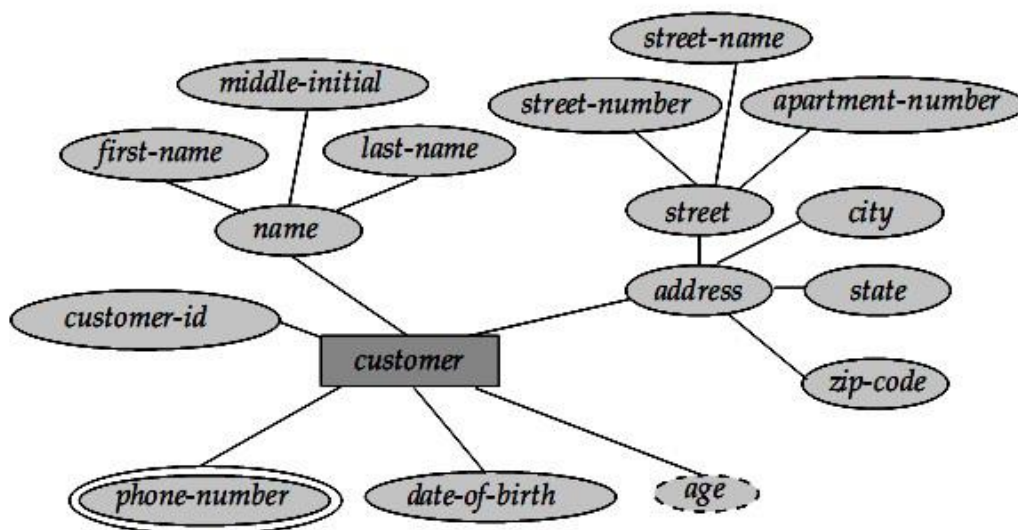 street-name
middle-initial
street-number
apartment-number
first-name
last-name
name
street
city
customer-id
address
state
customer
zip-code
phone-number
date-of-birth
age